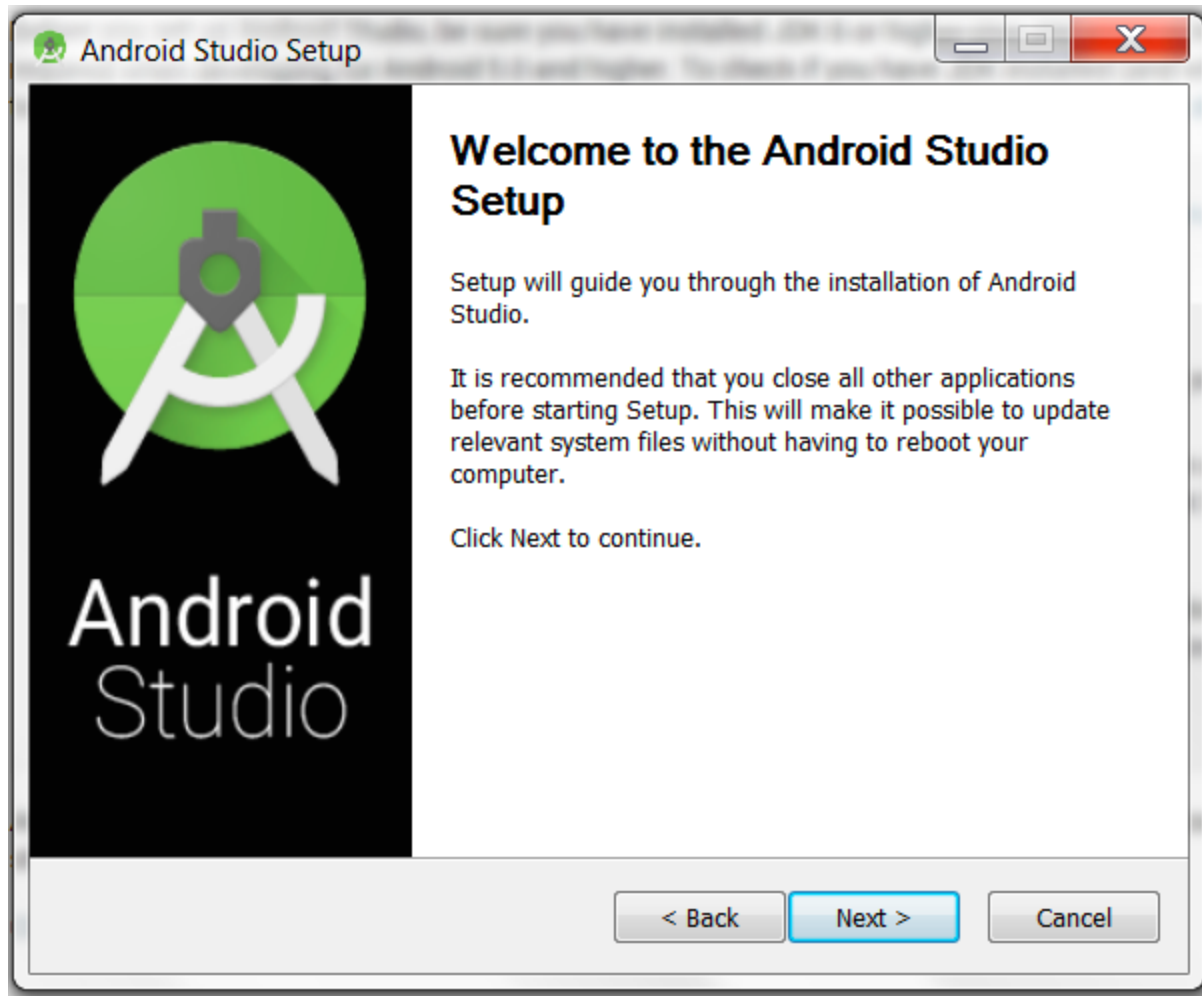 Android Studio Setup
Welcome to the Android Studio
Setup
Setup will guide you through the installation of Android
Studio.
It is recommended that you close all other applications
before starting Setup. This will make it possible to update
relevant system files without having to reboot your
computer.
Click Next to continue.
Android
Studio
< Back
Next >
Cancel